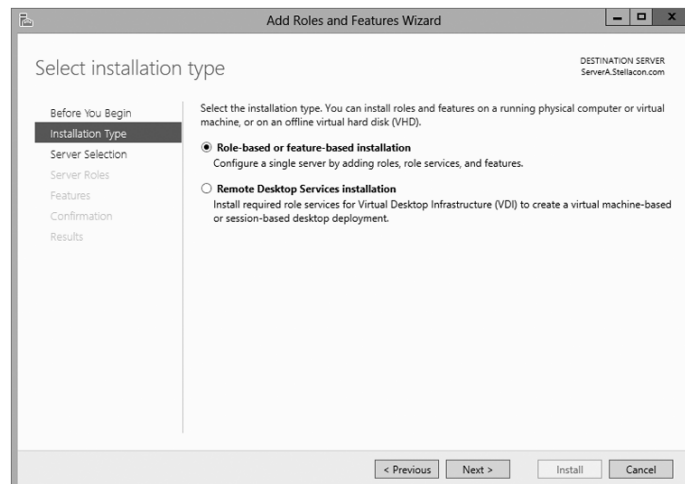 Add Roles and Features Wizard
Select installation type
DESTINATION SERVER
ServerA.Stellacon.com
Before You Begin
Installation Type
Server Selection
Server Roles
Features
Confirmation
Results
Select the installation type. You can install roles and features on a running physical computer or virtual
machine, or on an offline virtual hard disk (VHD).
Role-based or feature-based installation
Configure a single server by adding roles, role services, and features.
Remote Desktop Services installation
Install required role services for Virtual Desktop Infrastructure (VDI) to create a virtual machine-based
or session-based desktop deployment.
< Previous
Next >
Install
Cancel